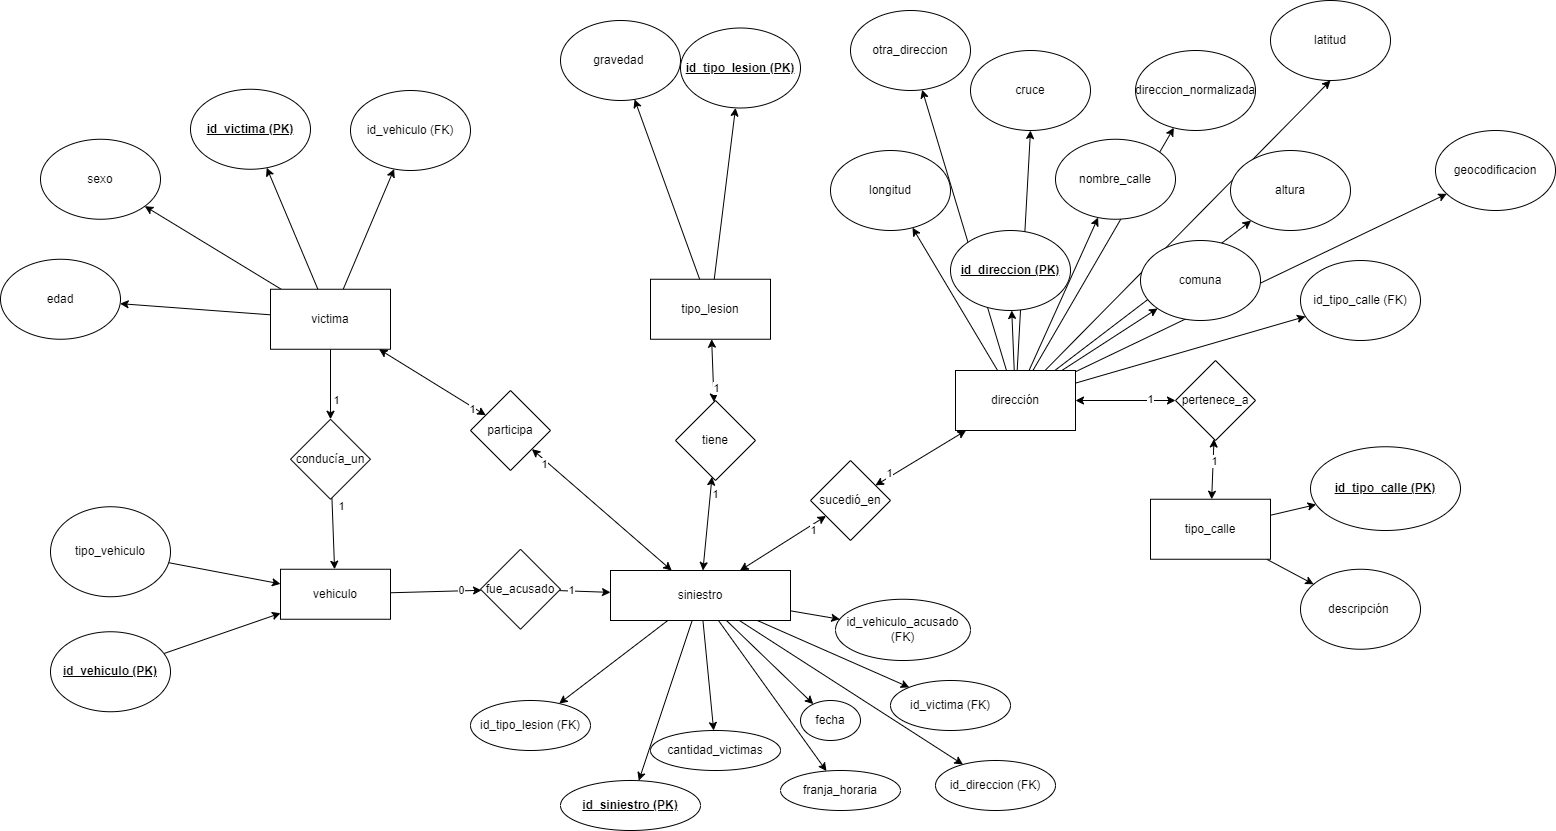 latitud
otra_direccion
gravedad
id_tipo_lesion (PK)
cruce
direccion_normalizada
id_victima (PK)
id_vehiculo (FK)
geocodificacion
sexo
nombre_calle
longitud
altura
id_direccion (PK)
comuna
edad
id_tipo_calle (FK)
victima
tipo_lesion
1
1
dirección
1
pertenece_a
1
participa
tiene
conducía_un
1
1
1
id_tipo_calle (PK)
1
1
sucedió_en
1
tipo_calle
tipo_vehiculo
vehiculo
0
fue_acusado
1
siniestro
descripción
id_vehiculo_acusado
(FK)
id_vehiculo (PK)
id_victima (FK)
id_tipo_lesion (FK)
fecha
cantidad_victimas
id_direccion (FK)
franja_horaria
id_siniestro (PK)